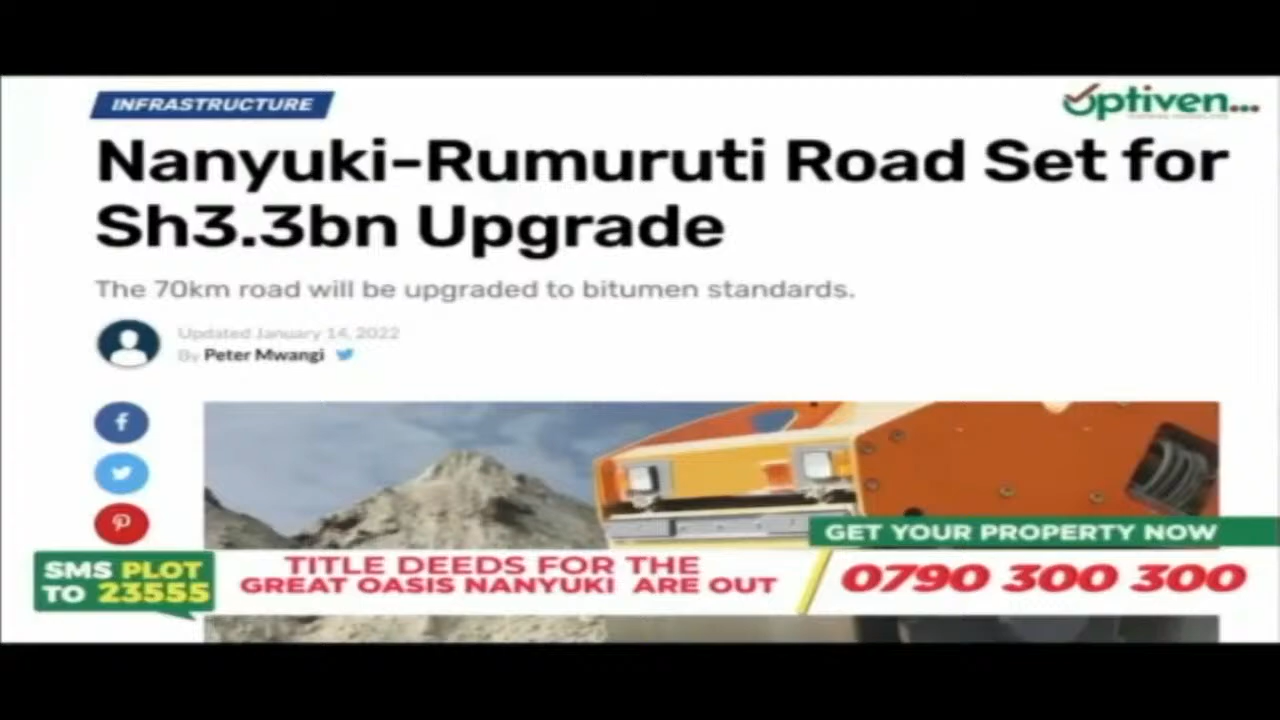 INFRASTRUCTURE
Optiven...
Nanyuki-Rumuruti Road Set for
Sh3.3bn Upgrade
The 70km road will be upgraded to bitumen standards.
Updated January 14, 2022
By Peter Mwangi
GET YOUR PROPERTY NOW
SMS PLOT
TO 23555
TITLE DEEDS FOR THE
GREAT OASIS NANYUKI ARE OUT
0790 300 300